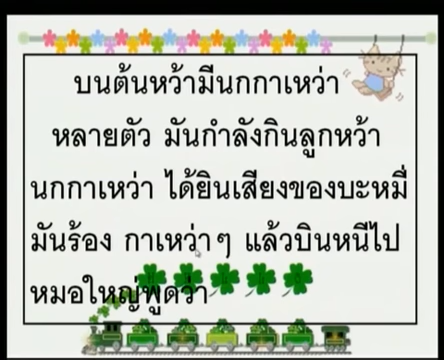 บนต้นหว้ามีนกกาเหว่า
หลายตัว มันกำลังกินลูกหว้า
นกกาเหว่า ได้ยินเสียงของบะหมี่
มันร้อง กาเหว่าๆ แล้วบินหนีไป
หมอใหญ่พูดว่า